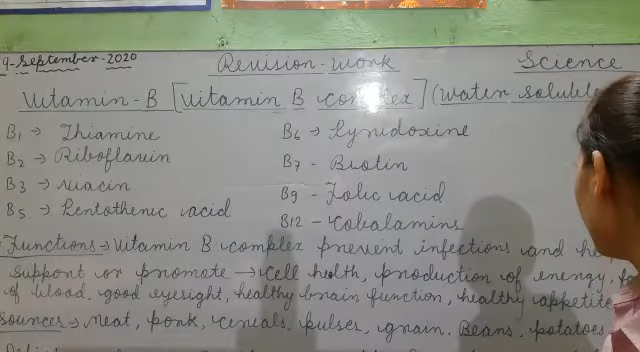 9-September-2020
Revision-work
Science
Vitamin-B [Vitamin B complex] (water soluble
B1 → Thiamine
B2 → Riboflavin
B3 → Niacin
B5 → Pentothenic acid
B6 → Pyridoxine
B7 - Biotin
B9 - Folic acid
B12 - Cobalamins
Functions → Vitamin B complex prevent infections and he
support or promote → cell health, production of energy, fo
of blood, good eyesight, healthy brain function, healthy appetite
Sources → Meat, pork, cereals, pulses, grain, Beans, potatoes